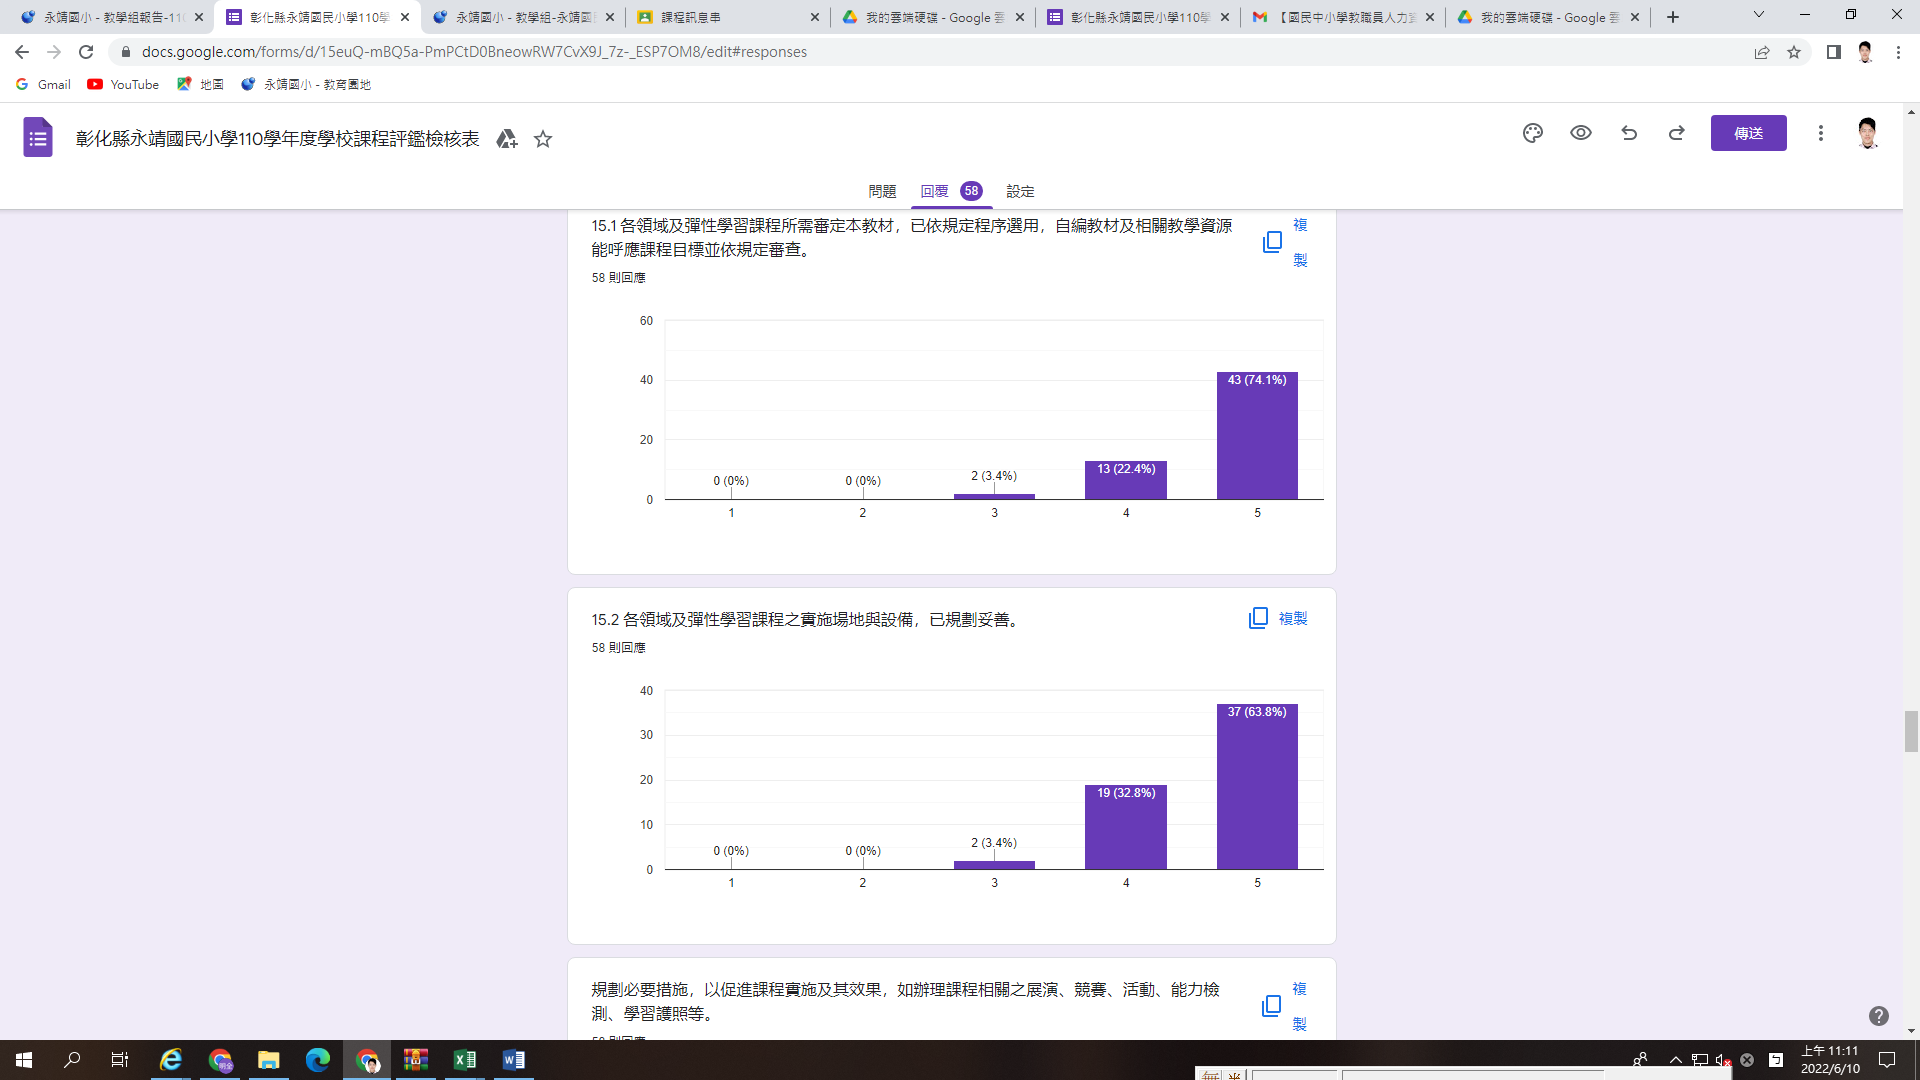 永靖國小 - 教學組報告-110
彰化縣永靖國民小學110學
永靖國小 - 教學組-永靖國
課程訊息串
我的雲端硬碟 - Google 雲
彰化縣永靖國民小學110學
【國民中小學教職員人力資
我的雲端硬碟 - Google 雲
docs.google.com/forms/d/15euQ-mBQ5a-PmPCtD0BneowRW7CvX9J_7z-_ESP7OM8/edit#responses
Gmail
YouTube
地圖
永靖國小 - 教育園地
彰化縣永靖國民小學110學年度學校課程評鑑檢核表
傳送
問題
回覆 58
設定
15.1 各領域及彈性學習課程所需審定本教材，已依規定程序選用，自編教材及相關教學資源
能呼應課程目標並依規定審查。
複
製
58 則回應
60
40
20
0
0 (0%)
0 (0%)
2 (3.4%)
13 (22.4%)
43 (74.1%)
1
2
3
4
5
15.2 各領域及彈性學習課程之實施場地與設備，已規劃妥善。
複製
58 則回應
40
30
20
10
0
0 (0%)
0 (0%)
2 (3.4%)
19 (32.8%)
37 (63.8%)
1
2
3
4
5
規劃必要措施，以促進課程實施及其效果，如辦理課程相關之展演、競賽、活動、能力檢
測、學習護照等。
複
製
58 則回應
上午 11:11
2022/6/10